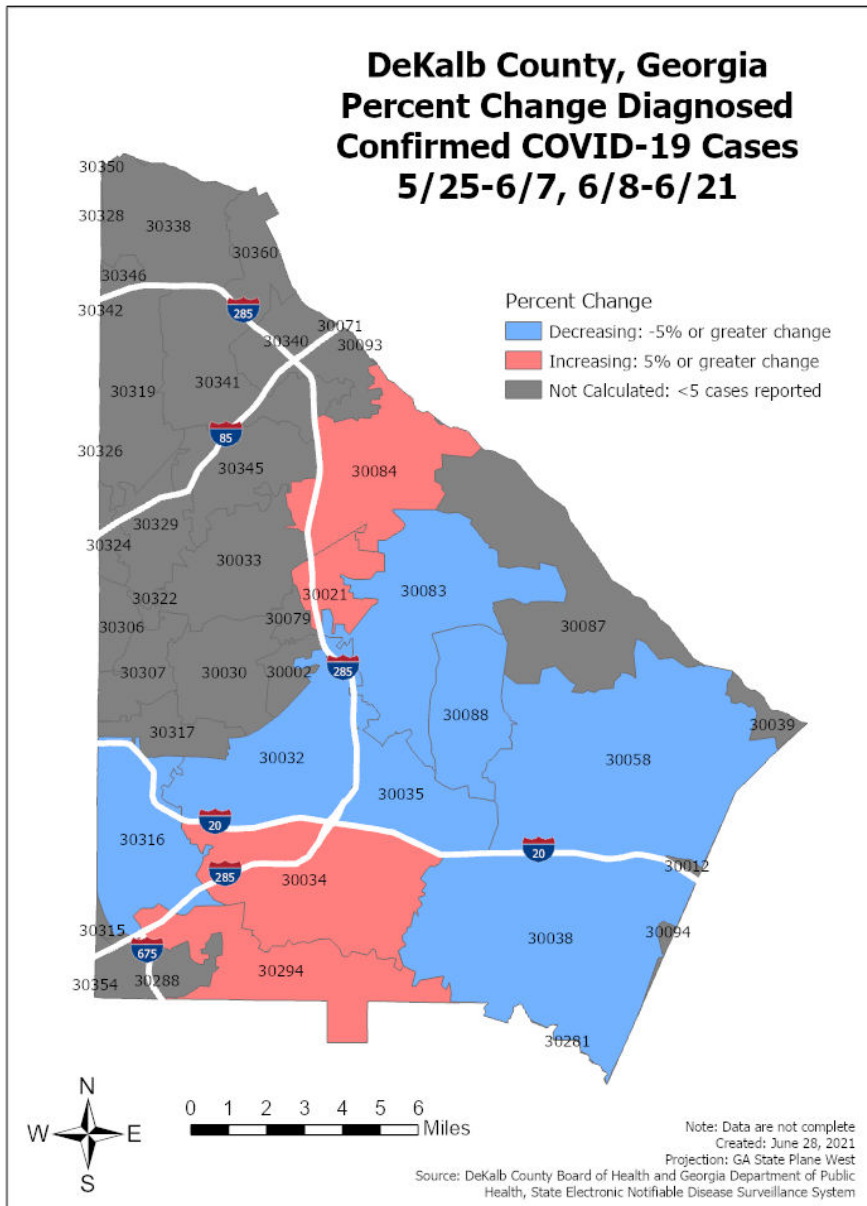 DeKalb County, Georgia
Percent Change Diagnosed
Confirmed COVID-19 Cases
5/25-6/7, 6/8-6/21
30350
30328
30338
30360
30346
30342
285
30071
30340
30093
Percent Change
Decreasing: -5% or greater change
Increasing: 5% or greater change
Not Calculated: <5 cases reported
30341
30319
85
30326
30345
30084
30329
30324
30033
30083
30021
30322
30079
30306
30087
30307
30030
30002
285
30088
30317
30039
30032
30058
30035
20
30316
20
30012
285
30034
30315
30038
30094
675
30294
30354
30288
30281
N
W
E
S
0 1 2 3 4 5 6
Miles
Note: Data are not complete
Created: June 28, 2021
Projection: GA State Plane West
Source: DeKalb County Board of Health and Georgia Department of Public
Health, State Electronic Notifiable Disease Surveillance System